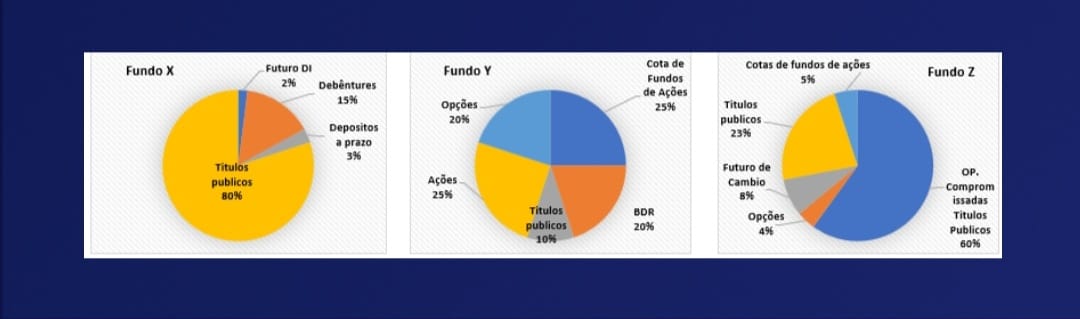 Fundo X
Futuro DI
2%
Debêntures
15%
Depositos
a prazo
3%
Titulos
publicos
80%
Fundo Y
Cota de
Fundos
de Ações
25%
Opções
20%
Ações
25%
Titulos
publicos
10%
BDR
20%
Cotas de fundos de ações
5%
Fundo Z
Titulos
publicos
23%
Futuro de
Cambio
8%
Opções
4%
OP.
Comprom
issadas
Titulos
Publicos
60%